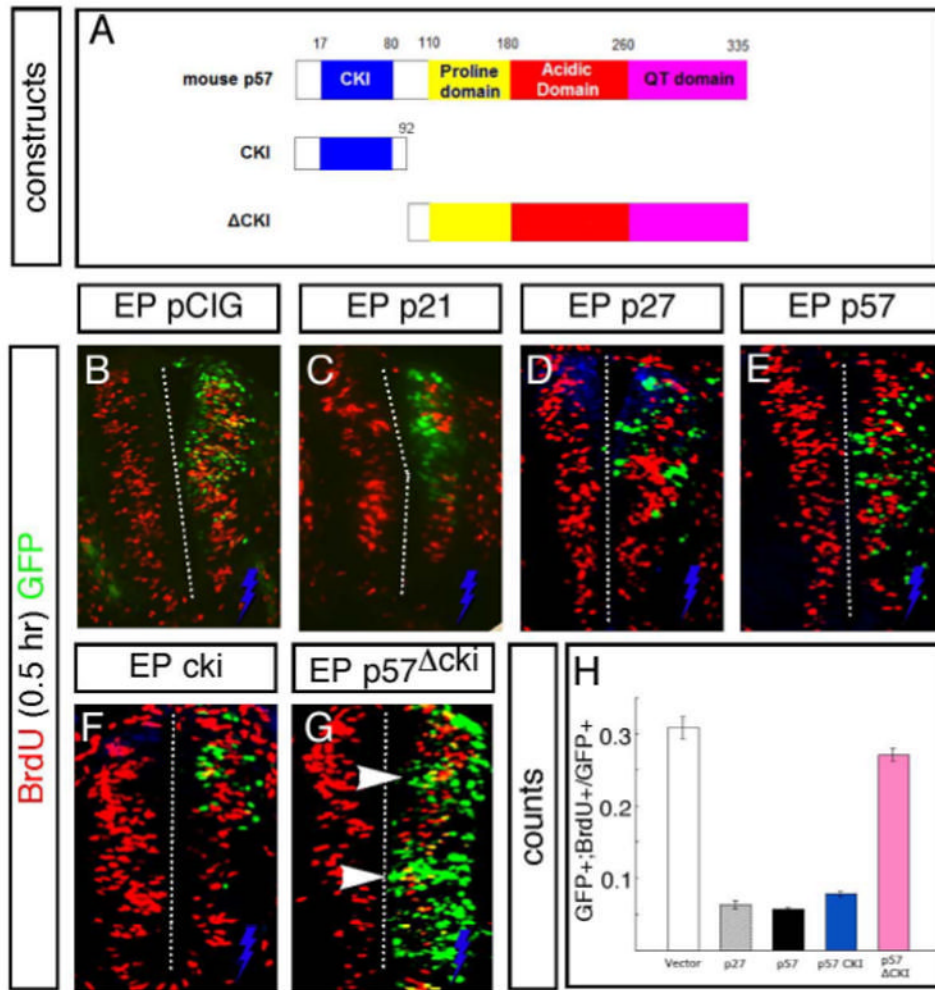 constructs
A
17 80 110 180 260 335
mouse p57 CKI Proline domain Acidic Domain QT domain
92
CKI
ΔCKI
EP pCIG EP p21 EP p27 EP p57
BrdU (0.5 hr) GFP
B C D E
EP cki EP p57Δcki
F G
counts
H
GFP+;BrdU+/GFP+
0.3
0.2
0.1
Vector p27 p57 p57 CKI p57 ΔCKI